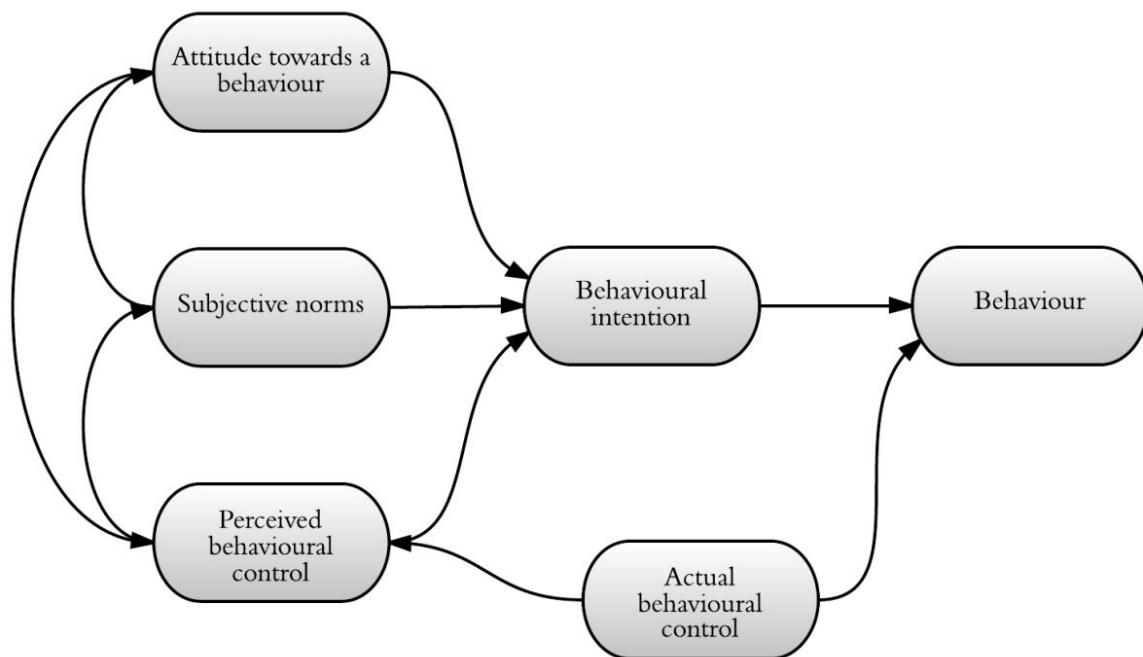 Attitude towards a
behaviour
Subjective norms
Behavioural
intention
Behaviour
Perceived
behavioural
control
Actual
behavioural
control